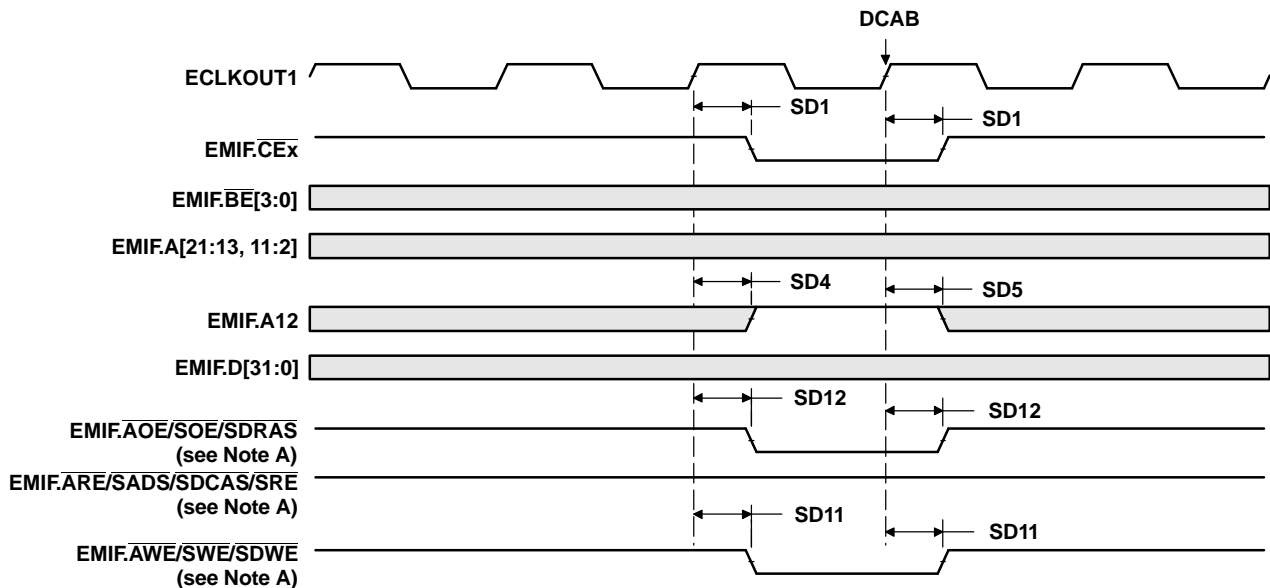 DCAB
ECLKOUT1
SD1
SD1
EMIF.CEx
EMIF.BE[3:0]
EMIF.A[21:13, 11:2]
SD4
SD5
EMIF.A12
EMIF.D[31:0]
SD12
SD12
EMIF.AOE/SOE/SDRAS
(see Note A)
EMIF.ARE/SADS/SDCAS/SRE
(see Note A)
SD11
SD11
EMIF.AWE/SWE/SDWE
(see Note A)